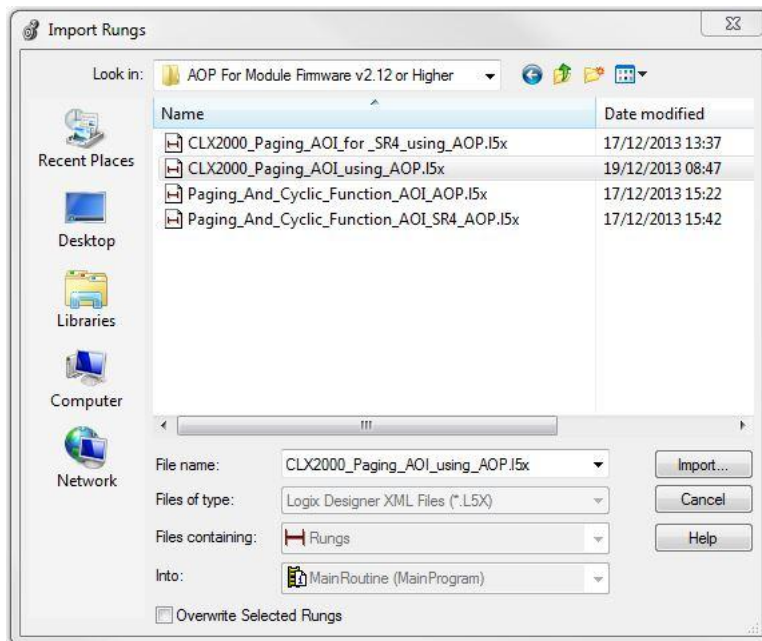 Import Rungs
Look in: AOP For Module Firmware v2.12 or Higher
Name Date modified
CLX2000_Paging_AOI_for _SR4_using_AOP.l5x 17/12/2013 13:37
CLX2000_Paging_AOI_using_AOP.l5x 19/12/2013 08:47
Paging_And_Cyclic_Function_AOI_AOP.l5x 17/12/2013 15:22
Paging_And_Cyclic_Function_AOI_SR4_AOP.l5x 17/12/2013 15:42
Recent Places
Desktop
Libraries
Computer
Network
File name: CLX2000_Paging_AOI_using_AOP.l5x Import...
Files of type: Logix Designer XML Files (*.L5X) Cancel
Files containing: Rungs Help
Into: MainRoutine (MainProgram)
Overwrite Selected Rungs